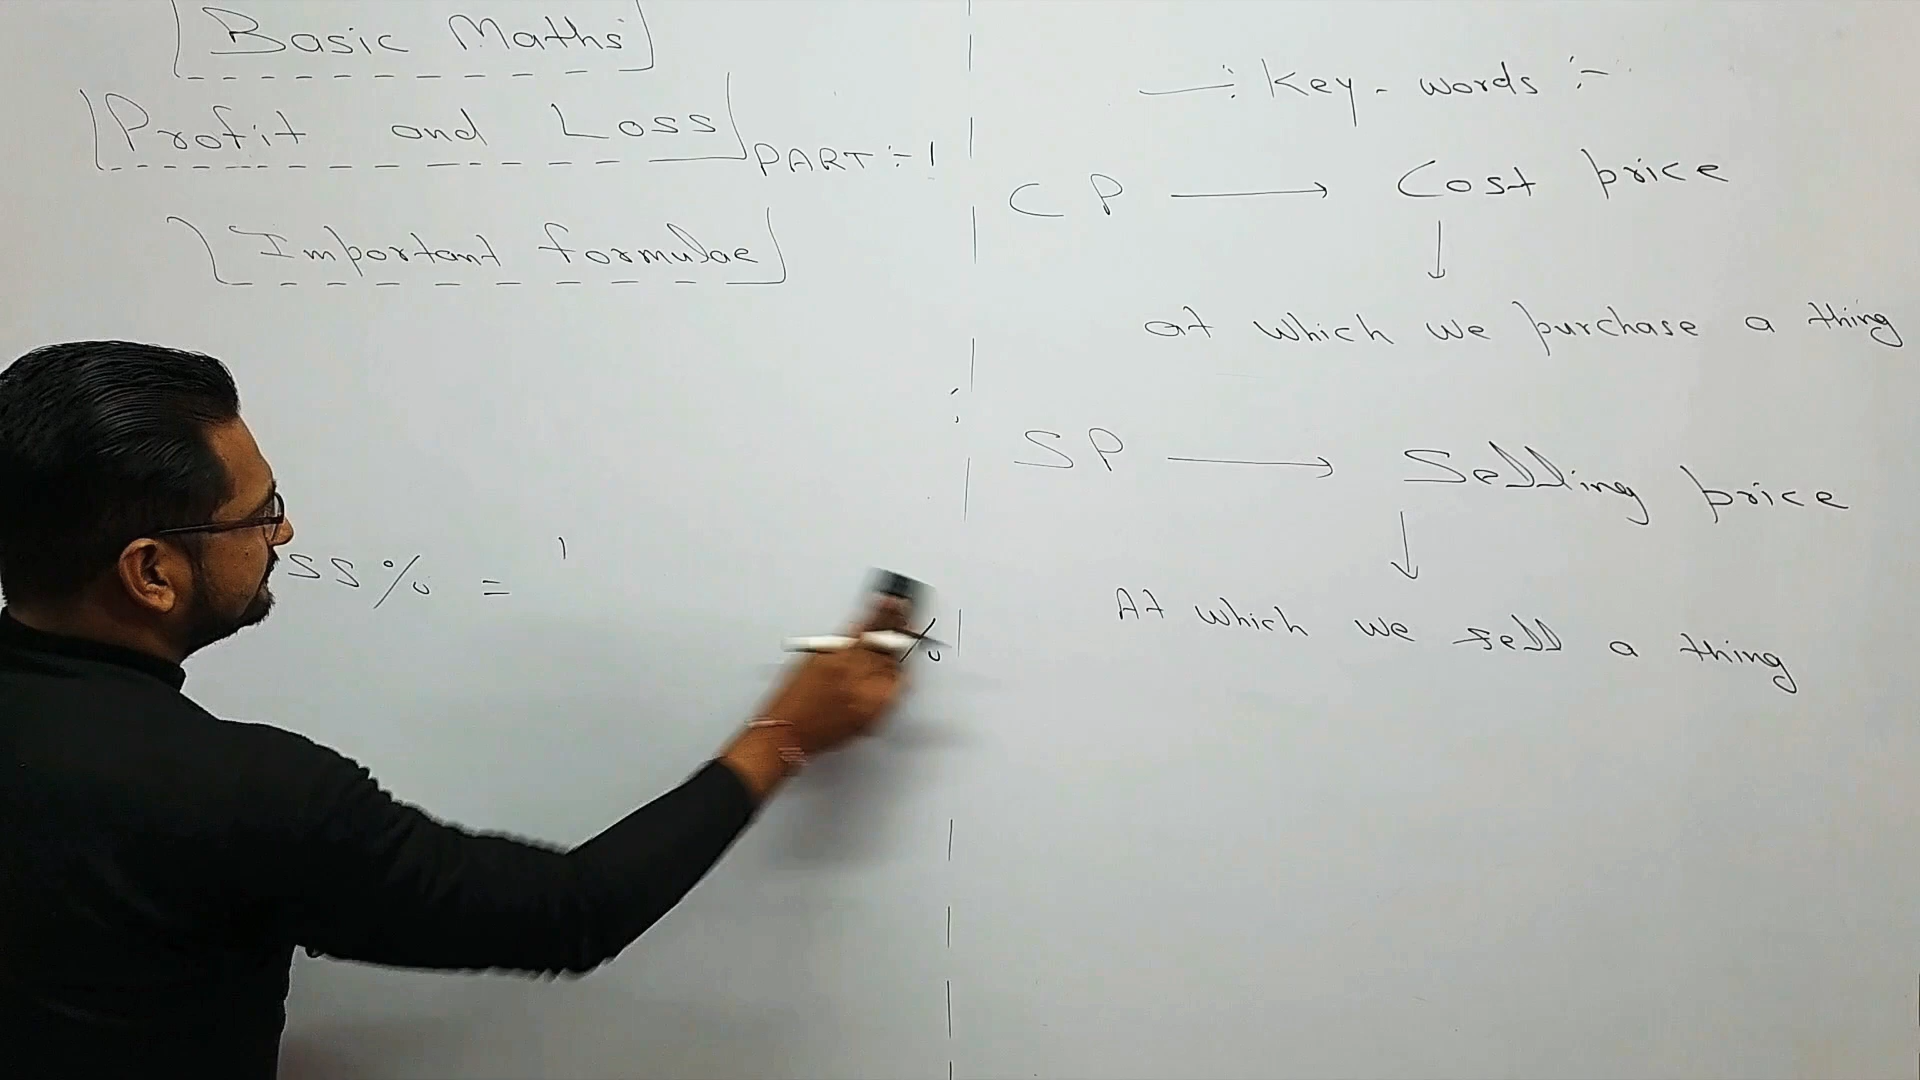 Basic Maths
Profit and Loss
PART :- 1
Important formulae
ss % =
%
Key - words :-
CP → Cost price
↓
at which we purchase a thing
SP → Selling price
↓
At which we sell a thing